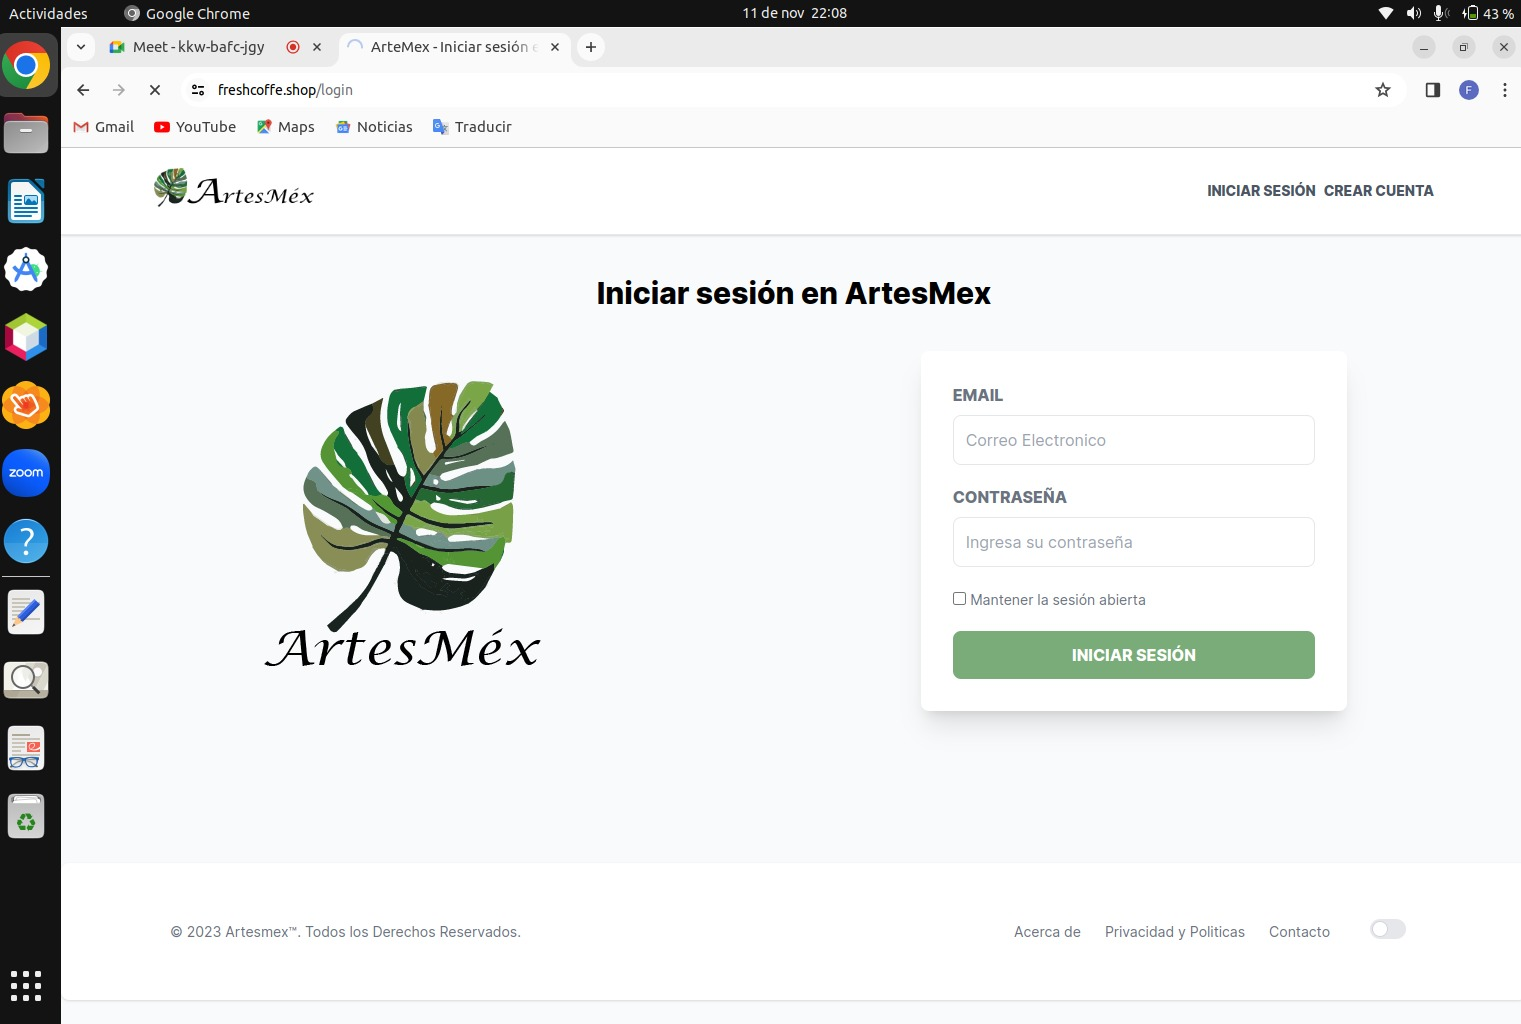 Actividades
Google Chrome
11 de nov 22:08
43 %
Meet - kkw-bafc-jgy
ArteMex - Iniciar sesión
freshcoffe.shop/login
F
Gmail
YouTube
Maps
Noticias
Traducir
ArtesMéx
INICIAR SESIÓN
CREAR CUENTA
Iniciar sesión en ArtesMex
ArtesMéx
EMAIL
Correo Electronico
CONTRASEÑA
Ingresa su contraseña
Mantener la sesión abierta
INICIAR SESIÓN
zoom
© 2023 Artesmex™. Todos los Derechos Reservados.
Acerca de
Privacidad y Politicas
Contacto